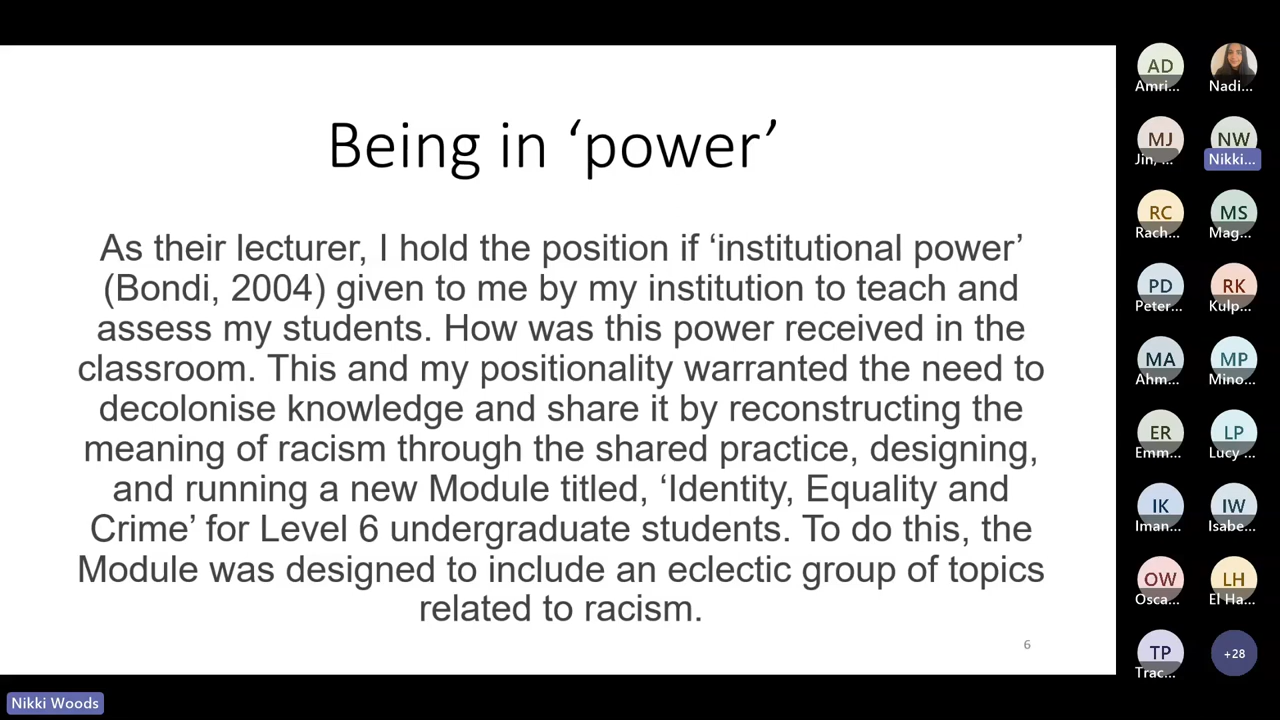 Being in ‘power’
As their lecturer, I hold the position if ‘institutional power’
(Bondi, 2004) given to me by my institution to teach and
assess my students. How was this power received in the
classroom. This and my positionality warranted the need to
decolonise knowledge and share it by reconstructing the
meaning of racism through the shared practice, designing,
and running a new Module titled, ‘Identity, Equality and
Crime’ for Level 6 undergraduate students. To do this, the
Module was designed to include an eclectic group of topics
related to racism.
6
AD
Amri...
Nadi...
MJ
Jin, ...
NW
Nikki...
RC
Rach...
MS
Mag...
PD
Peter...
RK
Kulp...
MA
Ahm...
MP
Mino...
ER
Emm...
LP
Lucy ...
IK
Iman...
IW
Isabe...
OW
Osca...
LH
El Ha...
TP
Trac...
+28
Nikki Woods